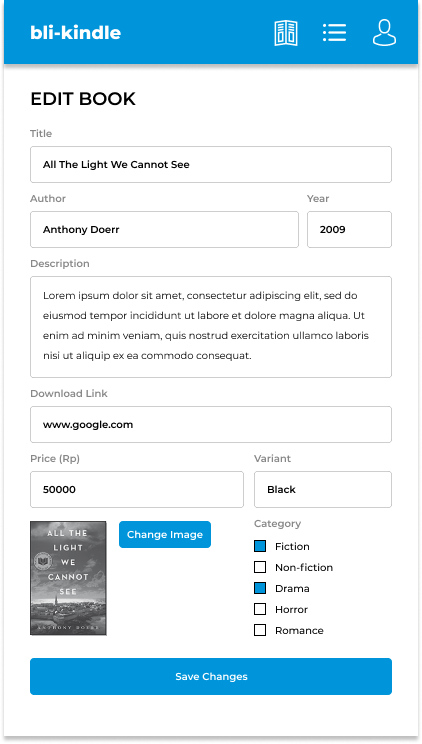 bli-kindle
EDIT BOOK
Title
All The Light We Cannot See
Author
Year
Anthony Doerr
2009
Description
Lorem ipsum dolor sit amet, consectetur adipiscing elit, sed do
eiusmod tempor incididunt ut labore et dolore magna aliqua. Ut
enim ad minim veniam, quis nostrud exercitation ullamco laboris
nisi ut aliquip ex ea commodo consequat.
Download Link
www.google.com
Price (Rp)
Variant
50000
Black
ALL THE
LIGHT
WE
CANNOT
SEE
ANTHONY DOERR
Change Image
Category
Fiction
Non-fiction
Drama
Horror
Romance
Save Changes